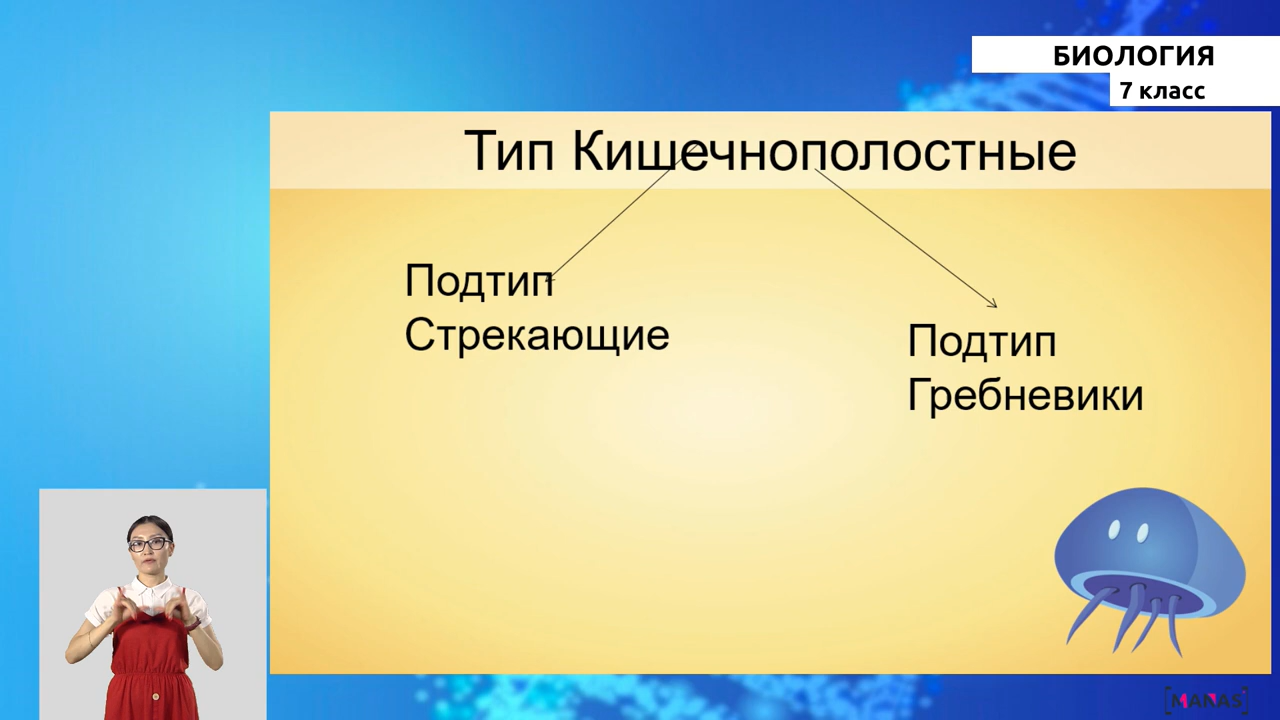 БИОЛОГИЯ
7 класс
Тип Кишечнополостные
Подтип
Стрекающие
Подтип
Гребневики
MANAS